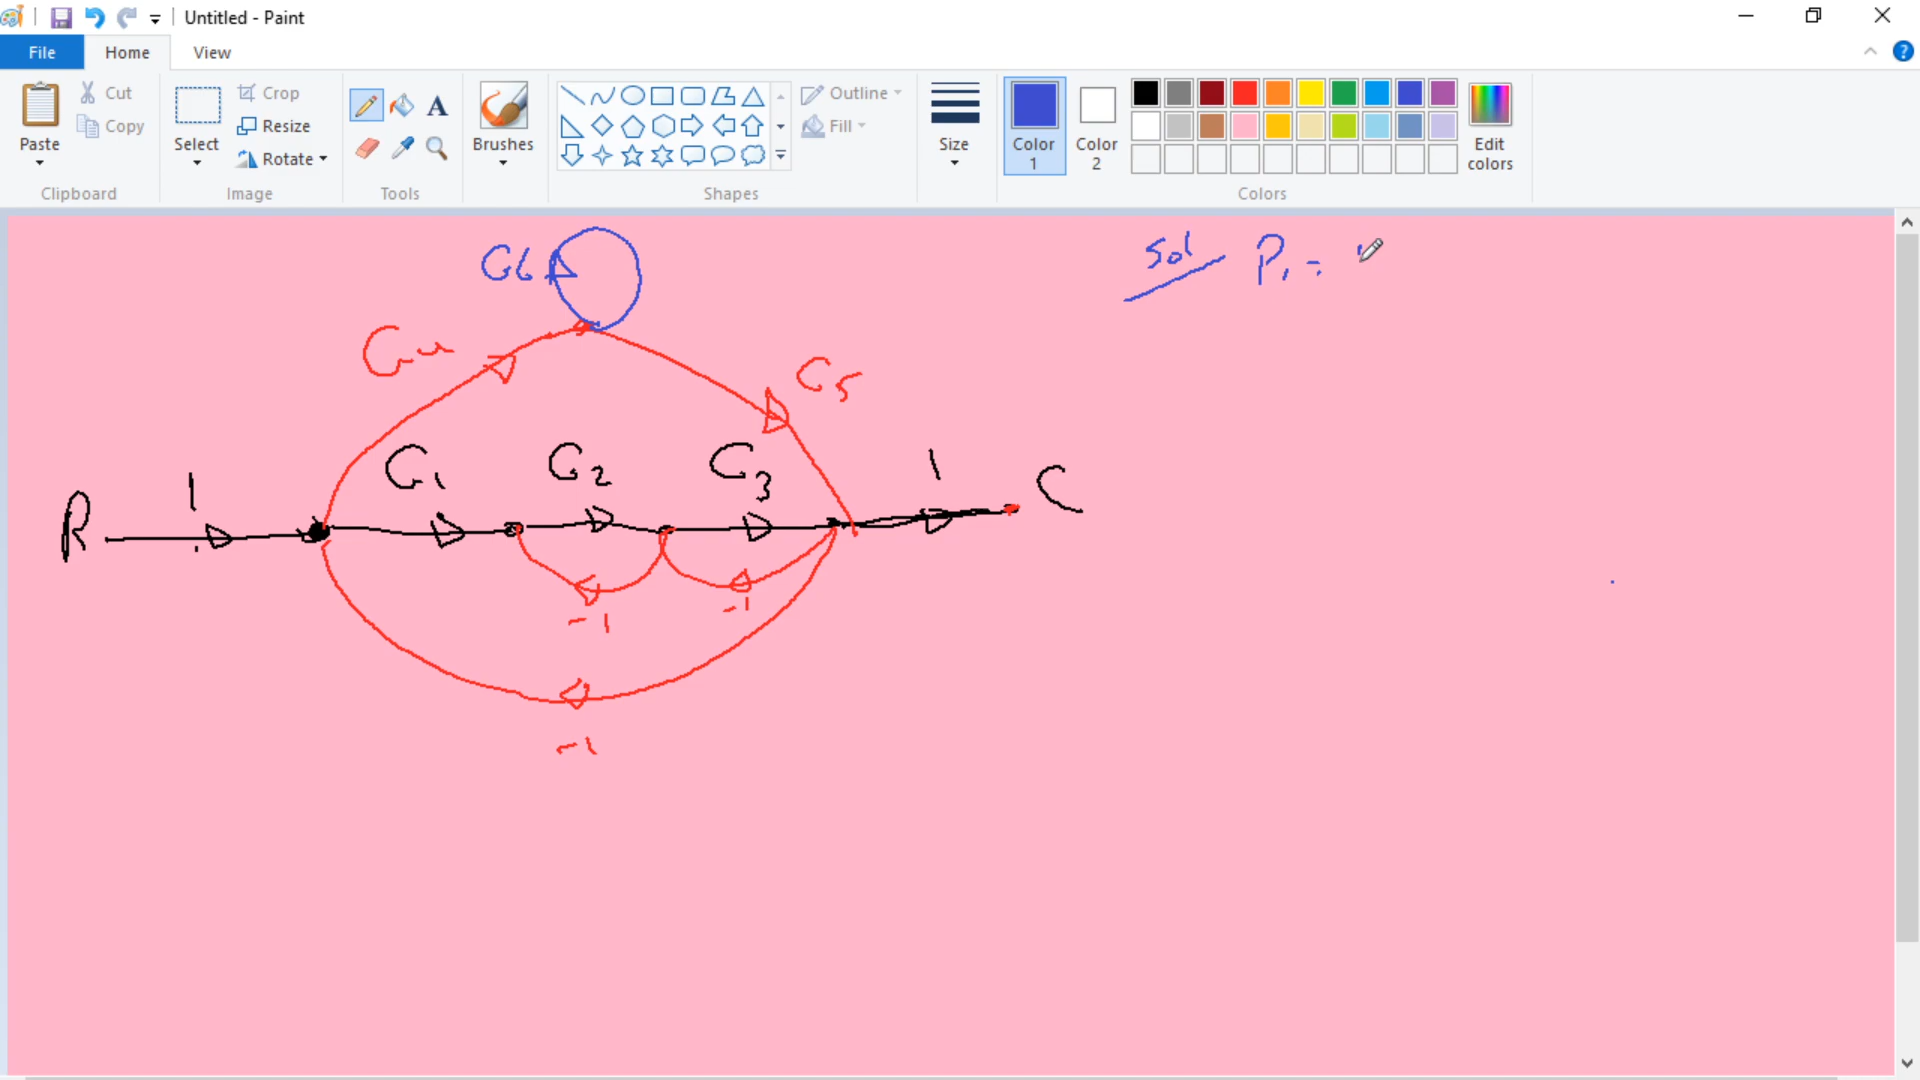 Untitled - Paint
File Home View
Paste
Cut
Copy
Clipboard
Select
Crop
Resize
Rotate
Image
Tools
Brushes
Outline
Fill
Shapes
Size
Color 1
Color 2
Edit colors
Colors
G6
Sol P1 =
G4
G5
R 1 G1 G2 G3 1 C
-1 -1
-1